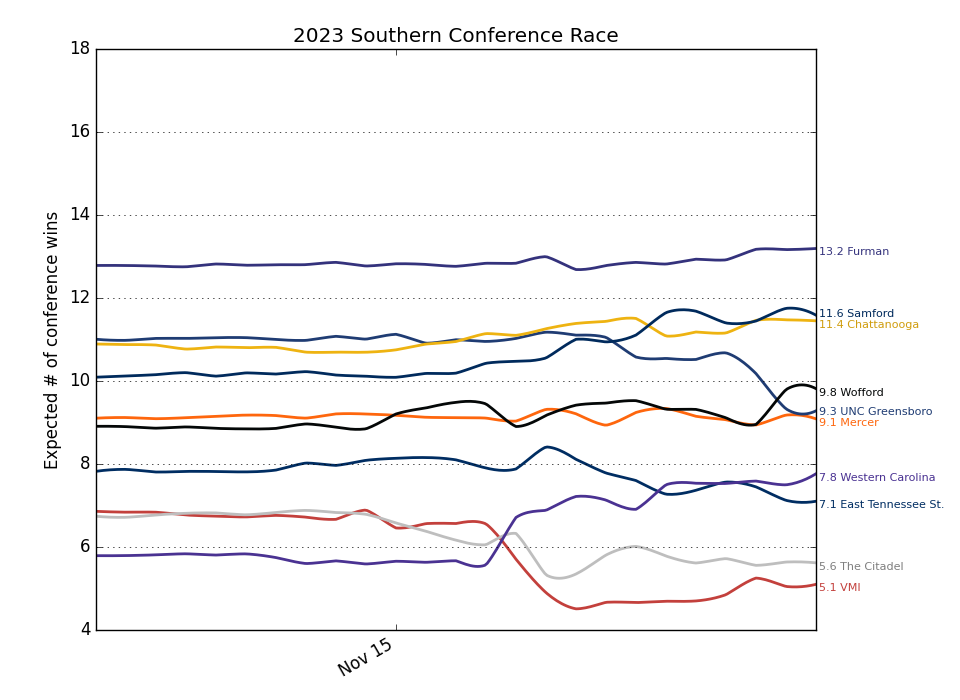 2023 Southern Conference Race
Expected # of conference wins
18
16
14
12
10
8
6
4
Nov 15
13.2 Furman
11.6 Samford
11.4 Chattanooga
9.8 Wofford
9.3 UNC Greensboro
9.1 Mercer
7.8 Western Carolina
7.1 East Tennessee St.
5.6 The Citadel
5.1 VMI